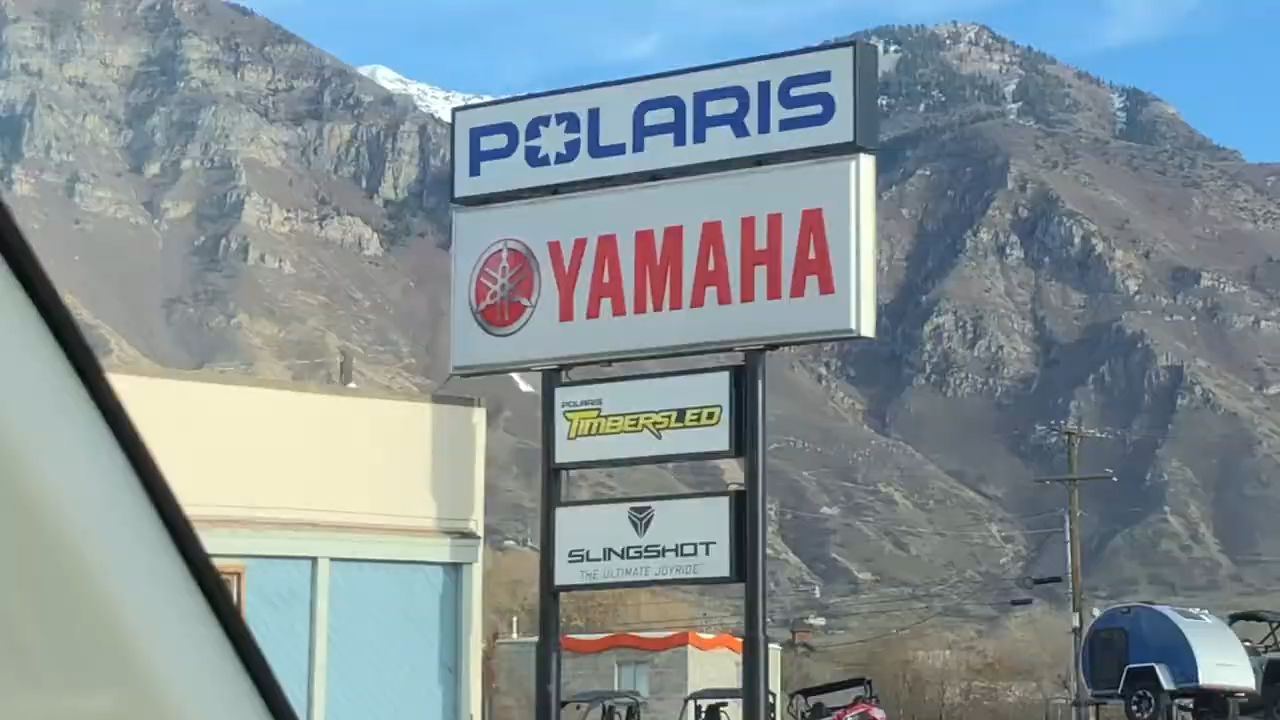 POLARIS
YAMAHA
POLARIS
TIMBERSLED
SLINGSHOT
THE ULTIMATE JOYRIDE